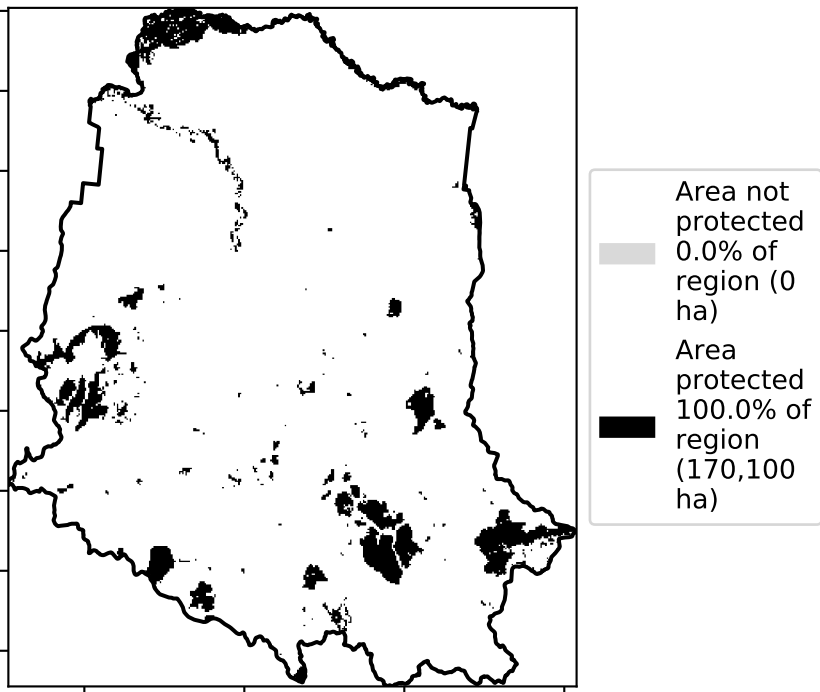 Area not
protected
0.0% of
region (0
ha)
Area
protected
100.0% of
region
(170,100
ha)